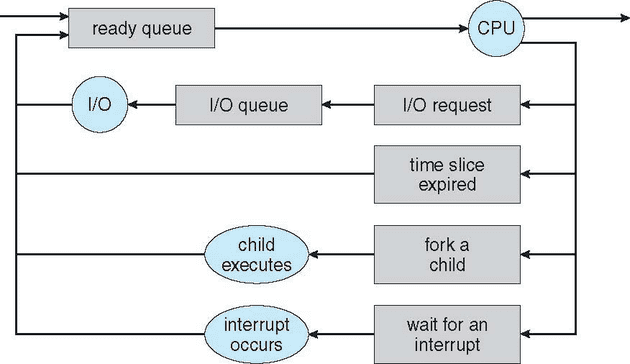 ready queue
CPU
I/O
I/O queue
I/O request
time slice
expired
child
executes
fork a
child
interrupt
occurs
wait for an
interrupt